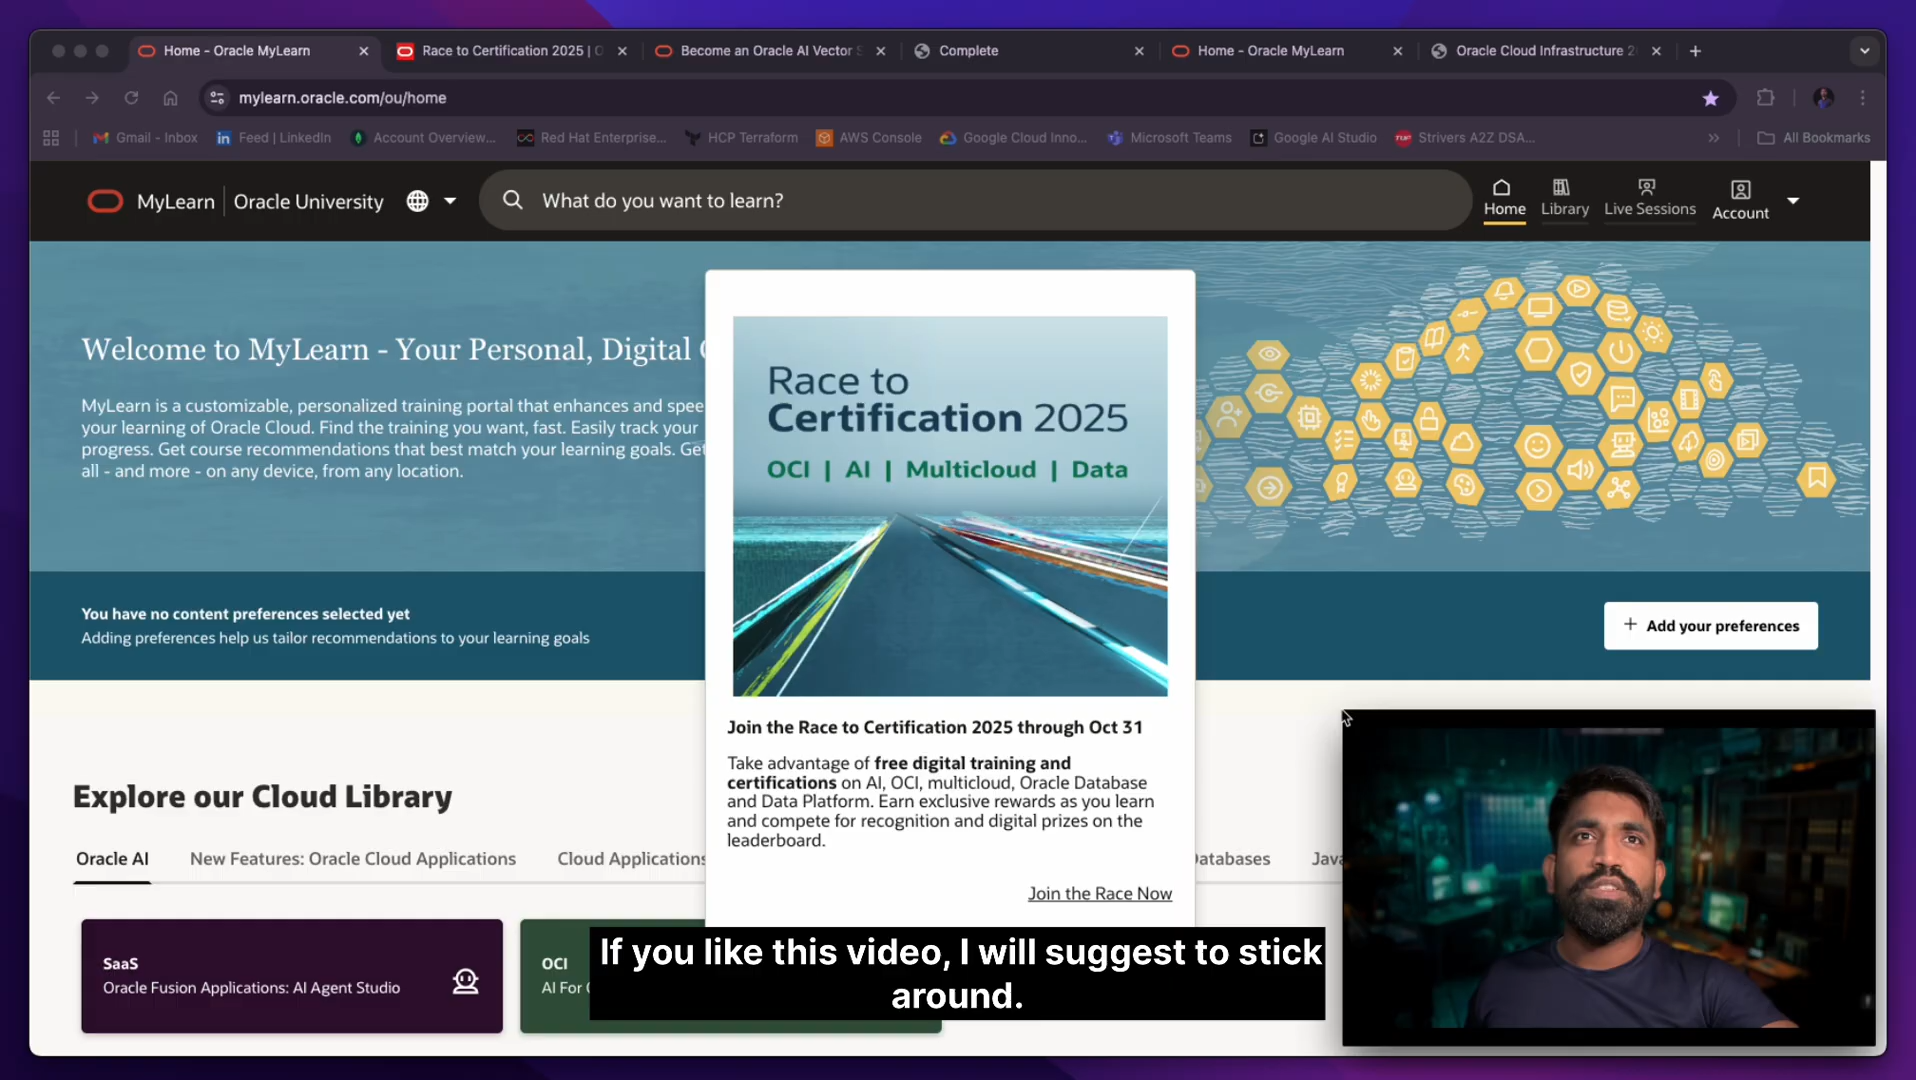 Home - Oracle MyLearn
Race to Certification 2025 |
Become an Oracle AI Vector
Complete
Home - Oracle MyLearn
Oracle Cloud Infrastructure 2
mylearn.oracle.com/ou/home
Gmail - Inbox
Feed | LinkedIn
Account Overview...
Red Hat Enterprise...
HCP Terraform
AWS Console
Google Cloud Inno...
Microsoft Teams
Google AI Studio
Strivers A2Z DSA...
All Bookmarks
MyLearn
Oracle University
What do you want to learn?
Home
Library
Live Sessions
Account
Welcome to MyLearn - Your Personal, Digital
MyLearn is a customizable, personalized training portal that enhances and spee
your learning of Oracle Cloud. Find the training you want, fast. Easily track your
progress. Get course recommendations that best match your learning goals. Get
all - and more - on any device, from any location.
Race to
Certification 2025
OCI | AI | Multicloud | Data
You have no content preferences selected yet
Adding preferences help us tailor recommendations to your learning goals
+ Add your preferences
Join the Race to Certification 2025 through Oct 31
Take advantage of free digital training and
certifications on AI, OCI, multicloud, Oracle Database
and Data Platform. Earn exclusive rewards as you learn
and compete for recognition and digital prizes on the
leaderboard.
Join the Race Now
Explore our Cloud Library
Oracle AI
New Features: Oracle Cloud Applications
Cloud Applications
atabases
Java
SaaS
Oracle Fusion Applications: AI Agent Studio
OCI
AI For
If you like this video, I will suggest to stick
around.